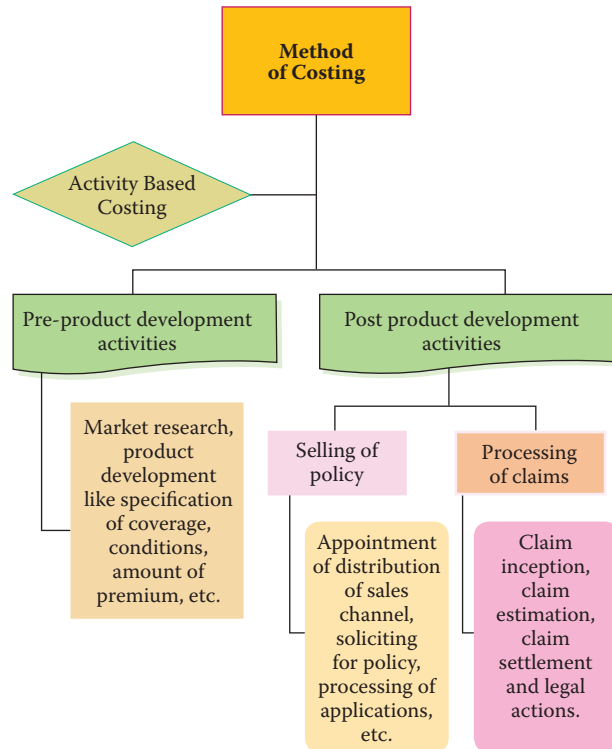 Method
of Costing
Activity Based
Costing
Pre-product development
activities
Post product development
activities
Market research,
product
development
like specification
of coverage,
conditions,
amount of
premium, etc.
Selling of
policy
Processing
of claims
Appointment
of distribution
of sales
channel,
soliciting
for policy,
processing of
applications,
etc.
Claim
inception,
claim
estimation,
claim
settlement
and legal
actions.